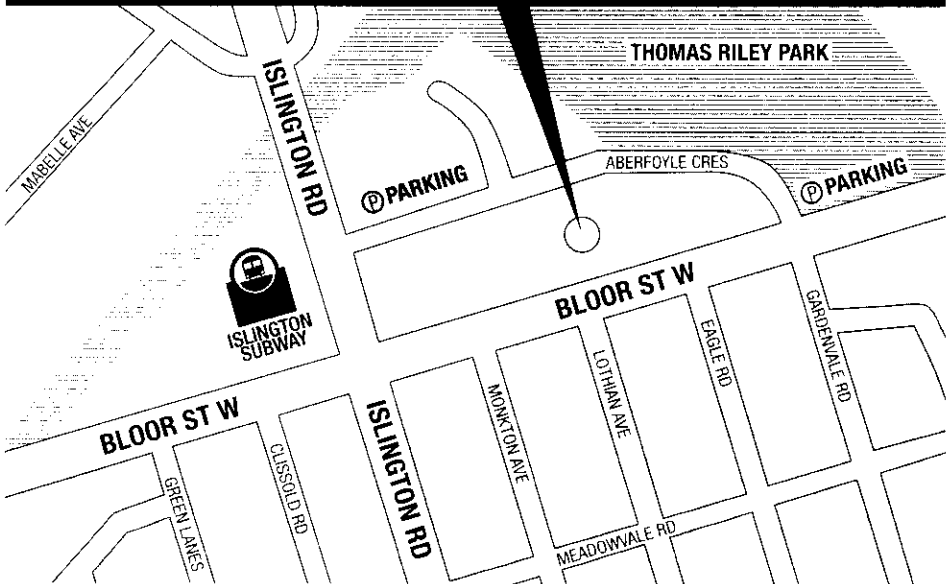 THOMAS RILEY PARK
ISLINGTON RD
MABELLE AVE
ABERFOYLE CRES
P PARKING
P PARKING
ISLINGTON
SUBWAY
BLOOR ST W
GARDENVALE RD
EAGLE RD
LOTHIAN AVE
MONKTON AVE
BLOOR ST W
ISLINGTON RD
CLISSOLD RD
GREEN LANES
MEADOWVALE RD